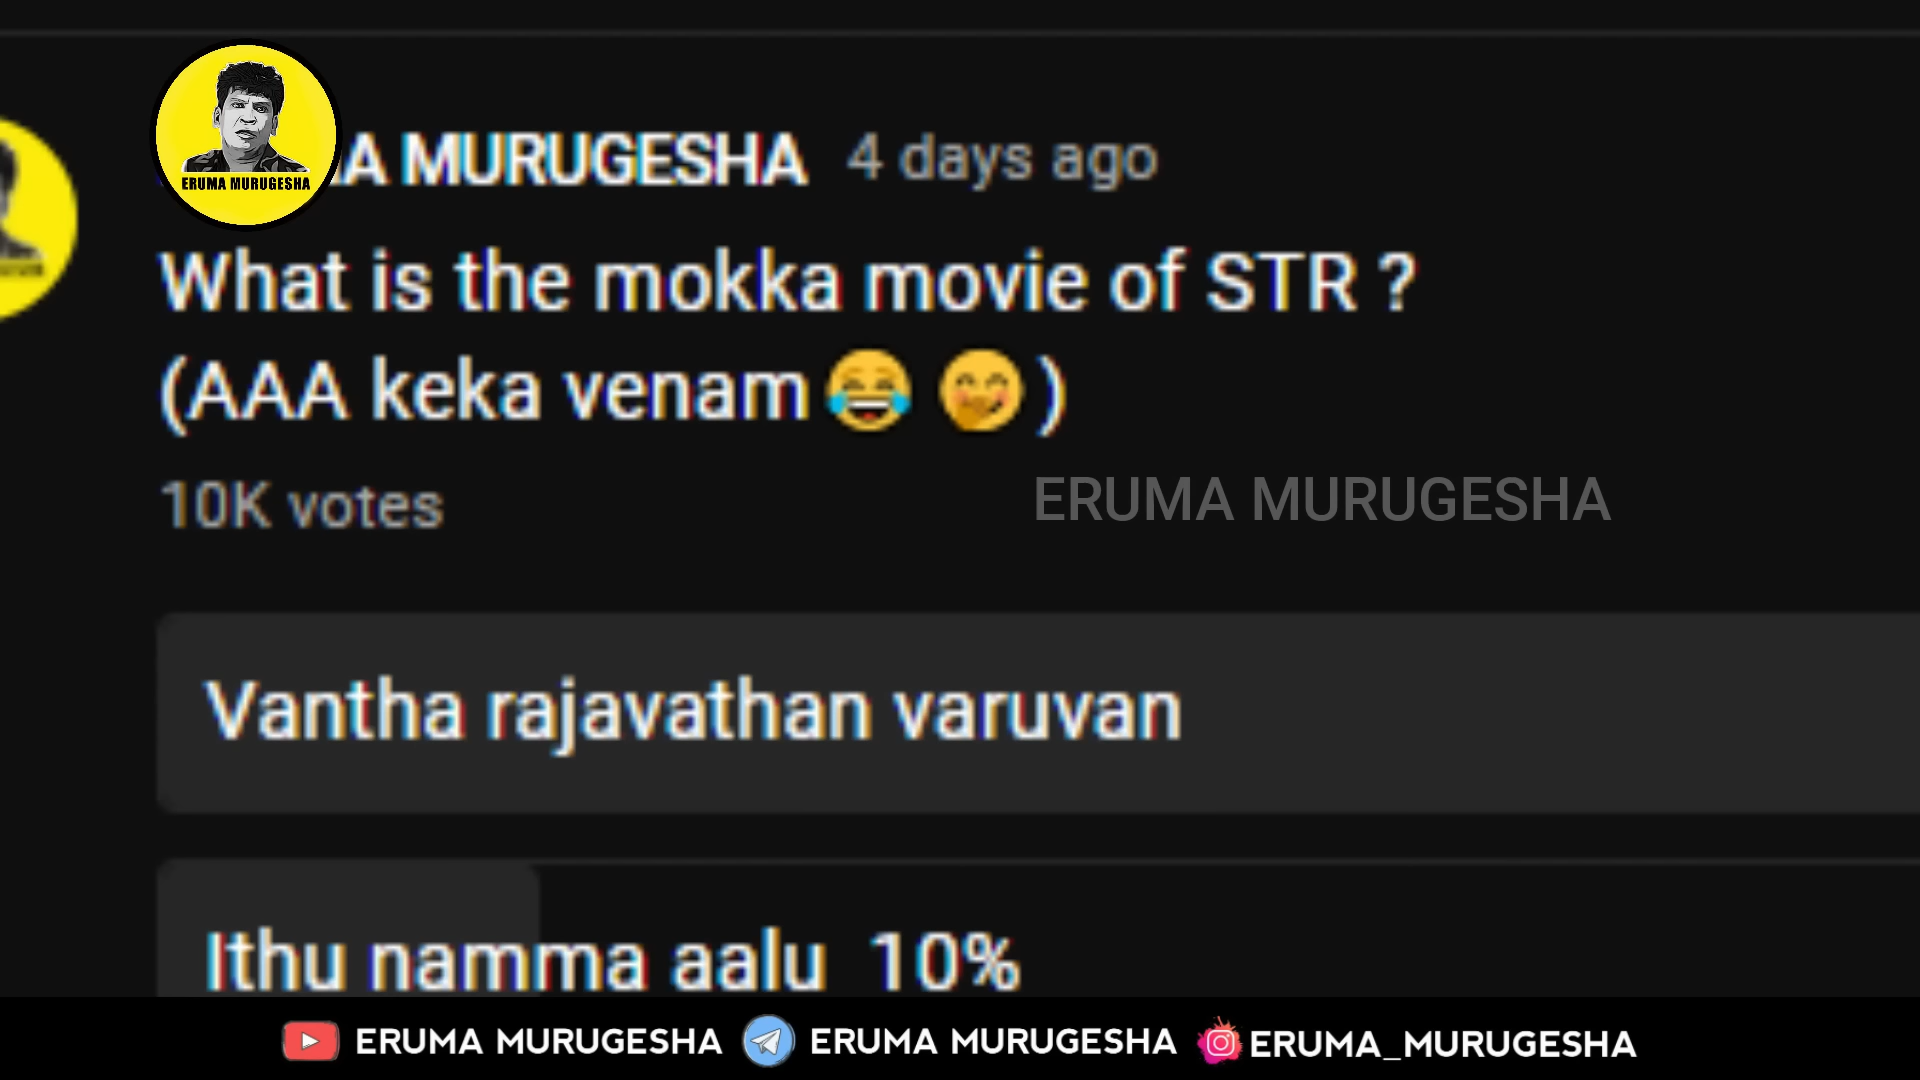 ERUMA MURUGESHA
A MURUGESHA 4 days ago
What is the mokka movie of STR ?
(AAA keka venam😂 🤭)
10K votes
ERUMA MURUGESHA
Vantha rajavathan varuvan
Ithu namma aalu 10%
ERUMA MURUGESHA ERUMA MURUGESHA ERUMA_MURUGESHA